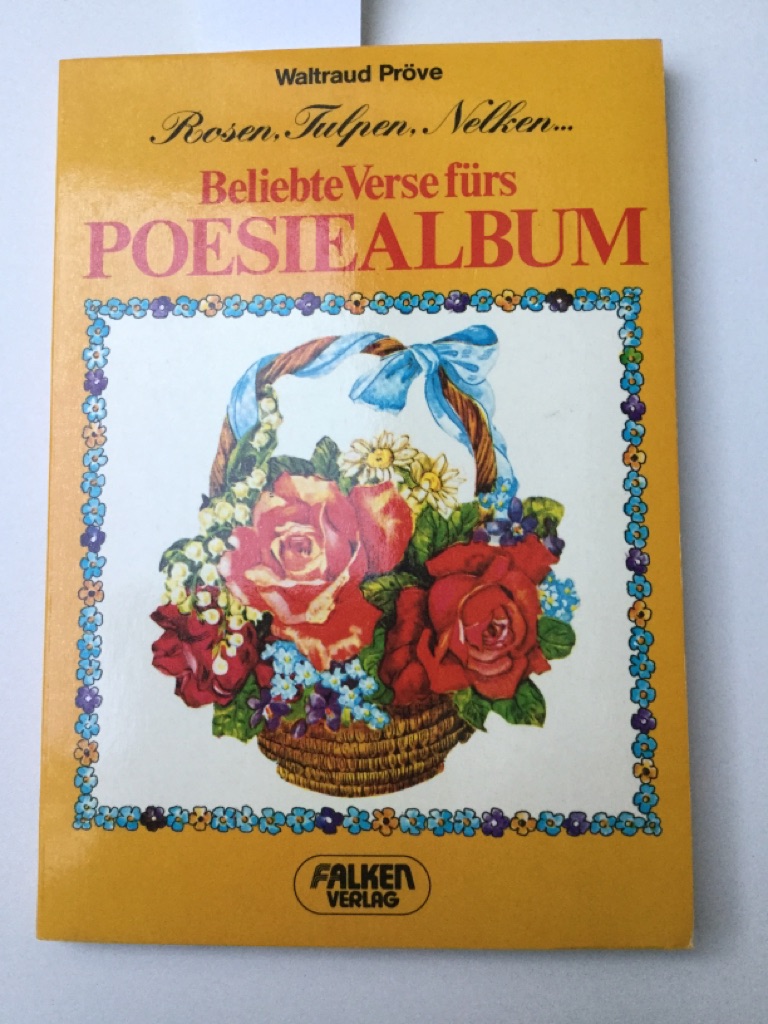 Waltraud Pröve
Rosen, Tulpen, Nelken...
Beliebte Verse fürs
POESIEALBUM
FALKEN
VERLAG